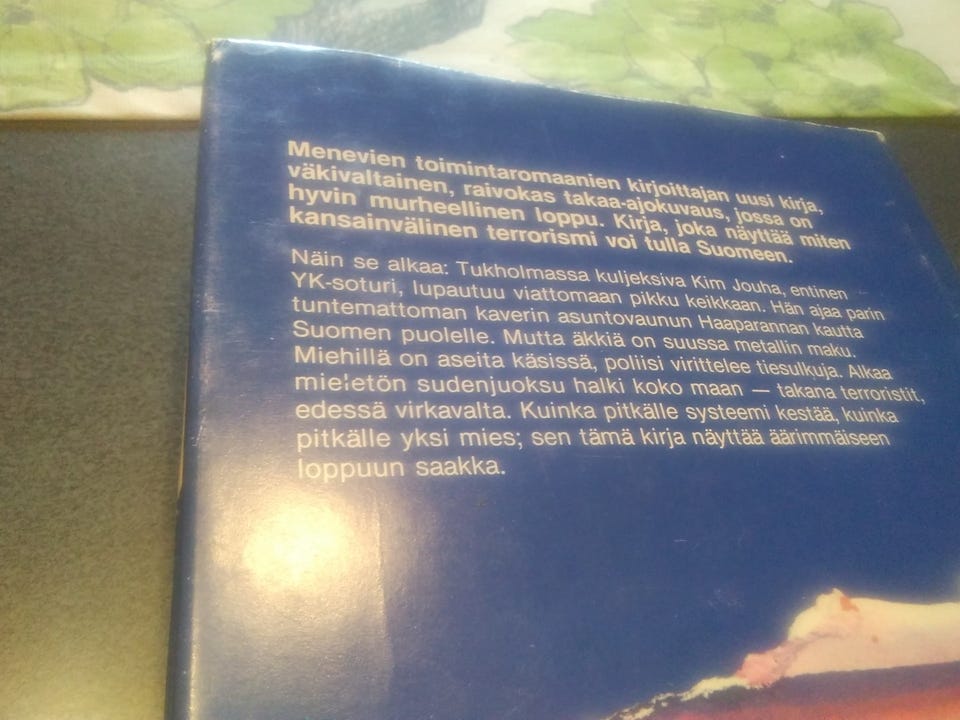 Menevien toimintaromaanien kirjoittajan uusi kirja,
väkivaltainen, raivokas takaa-ajokuvaus, jossa on
hyvin murheellinen loppu. Kirja, joka näyttää miten
kansainvälinen terrorismi voi tulla Suomeen.
Näin se alkaa: Tukholmassa kuljeksiva Kim Jouha, entinen
YK-soturi, lupautuu viattomaan pikku keikkaan. Hän ajaa parin
tuntemattoman kaverin asuntovaunun Haaparannan kautta
Suomen puolelle. Mutta äkkiä on suussa metallin maku.
Miehillä on aseita käsissä, poliisi virittelee tiesulkuja. Alkaa
mieletön sudenjuoksu halki koko maan — takana terroristit,
edessä virkavalta. Kuinka pitkälle systeemi kestää, kuinka
pitkälle yksi mies; sen tämä kirja näyttää äärimmäiseen
loppuun saakka.